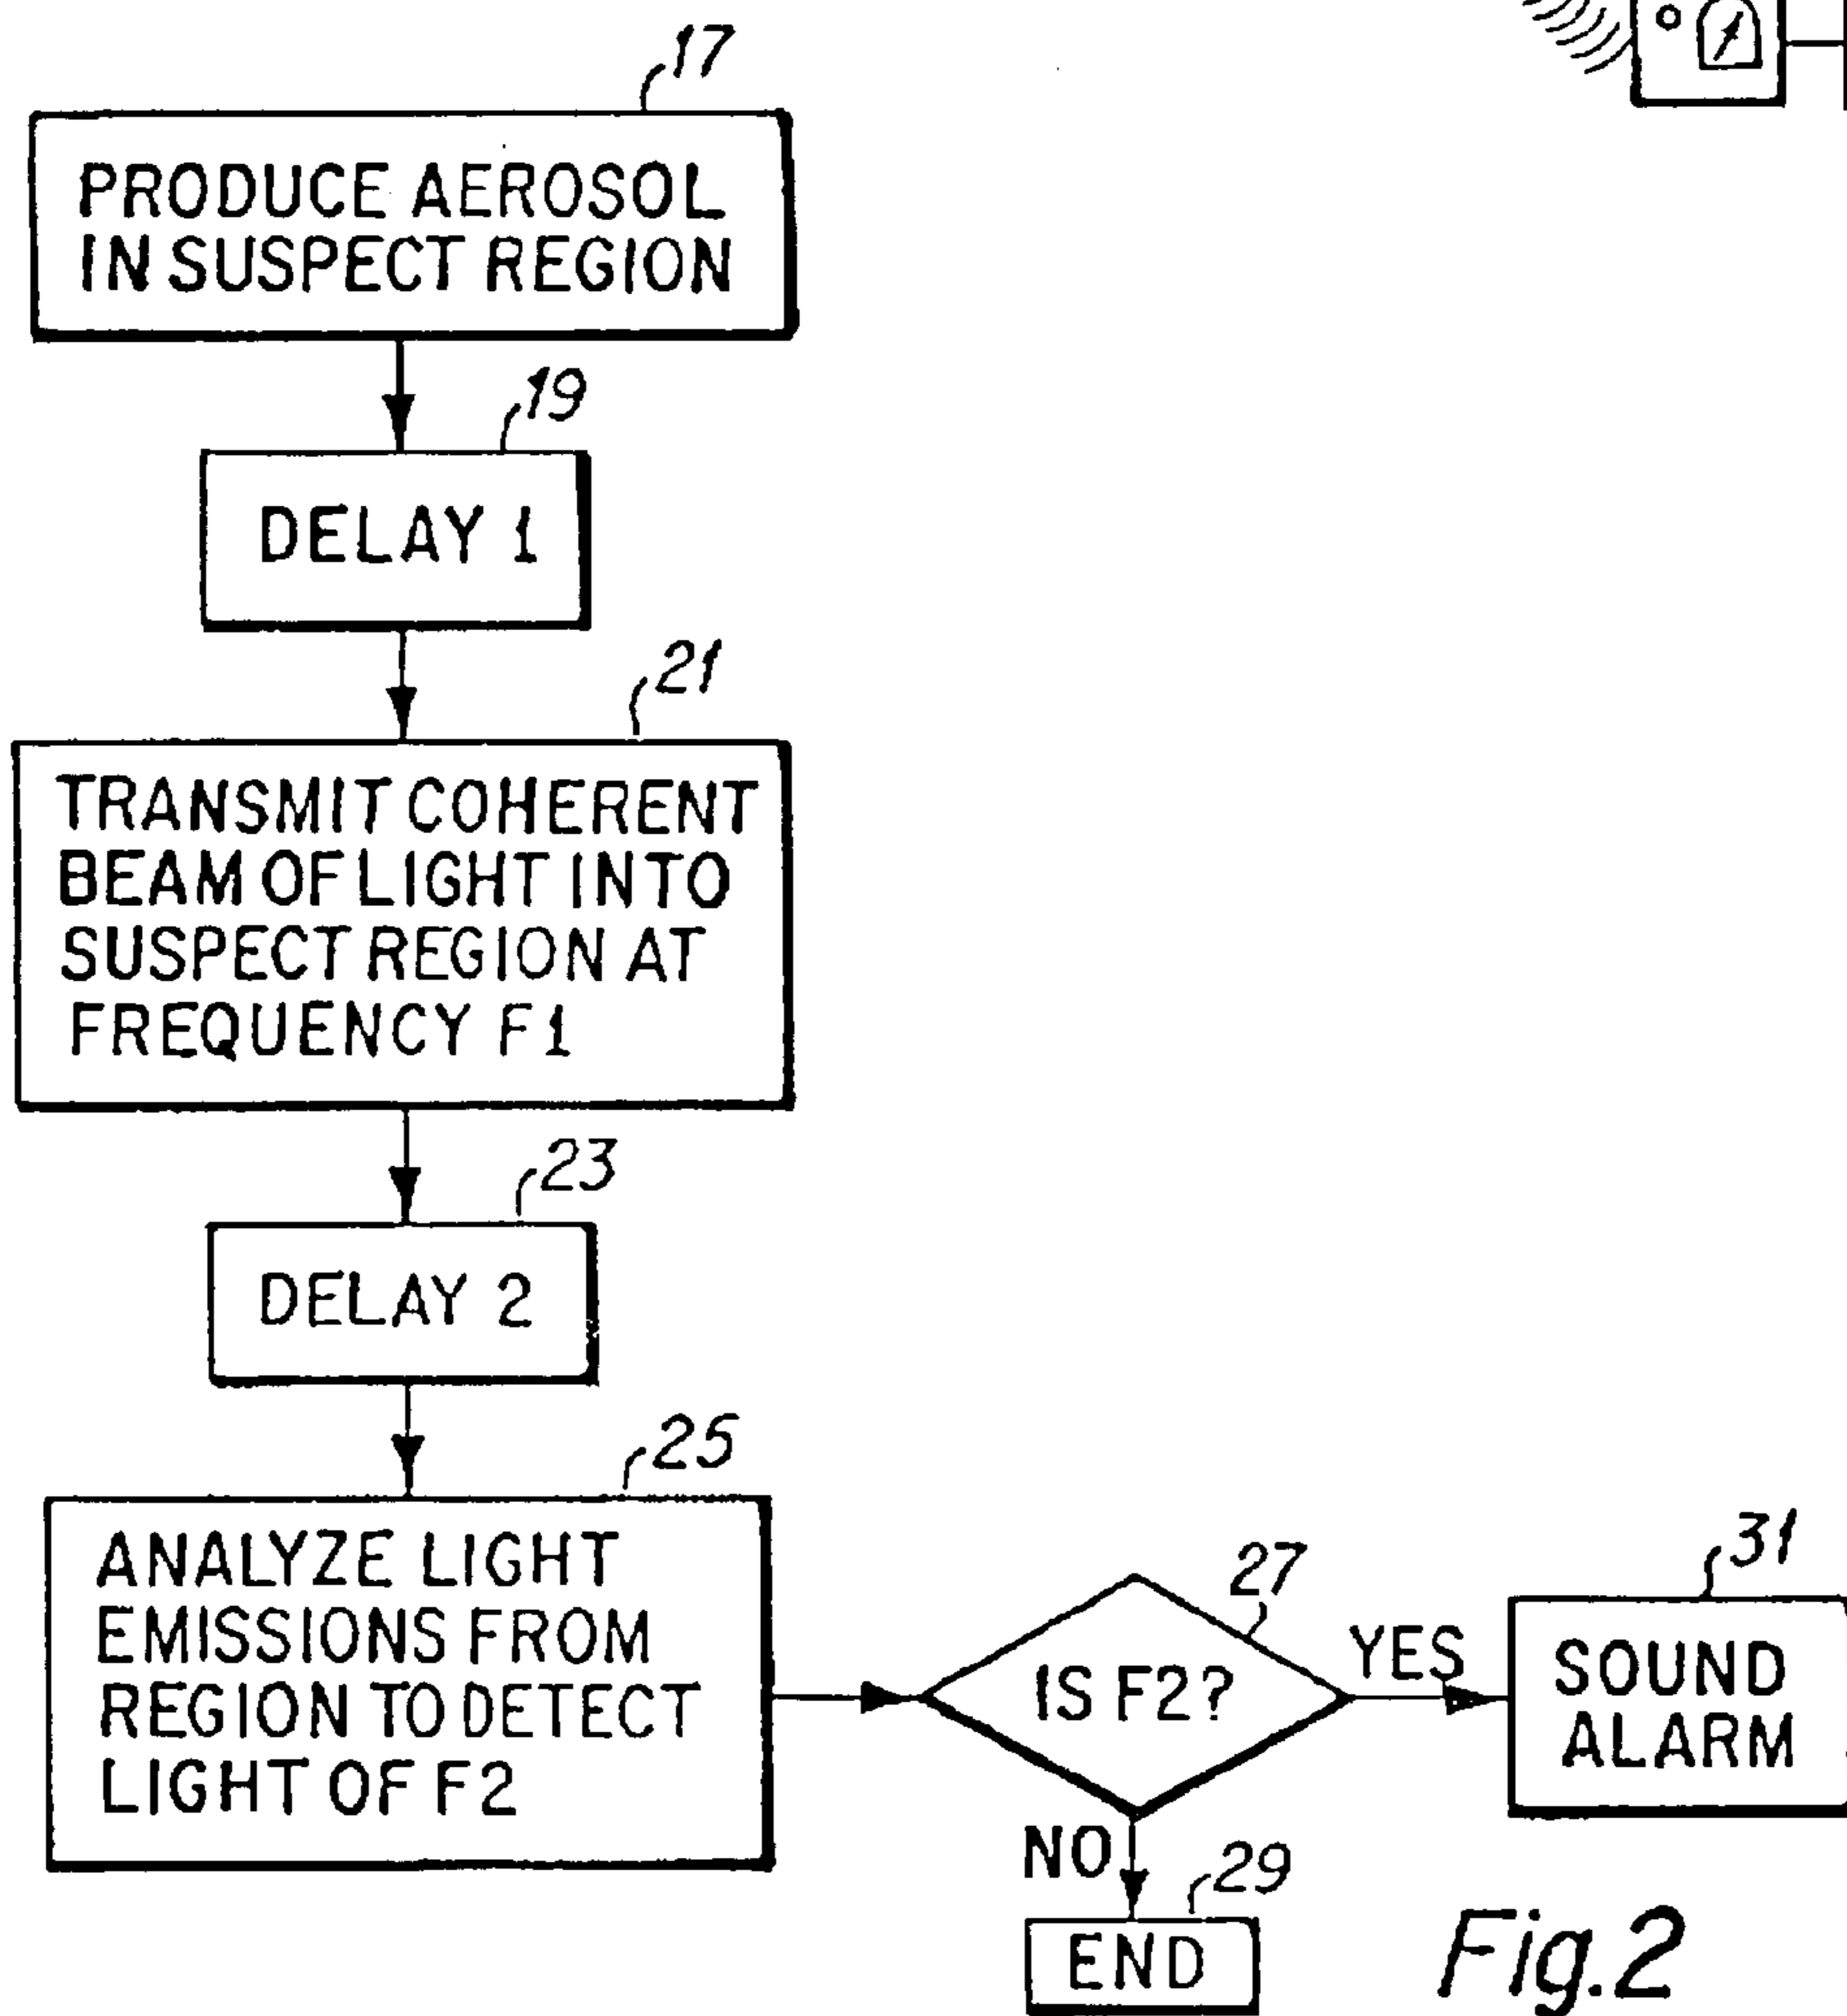 17
PRODUCE AEROSOL
IN SUSPECT REGION
19
DELAY 1
21
TRANSMIT COHERENT
BEAM OF LIGHT INTO
SUSPECT REGION AT
FREQUENCY F1
23
DELAY 2
25
ANALYZE LIGHT
EMISSIONS FROM
REGION TO DETECT
LIGHT OF F2
27
IS F2?
YES
31
SOUND
ALARM
NO
29
END
Fig.2